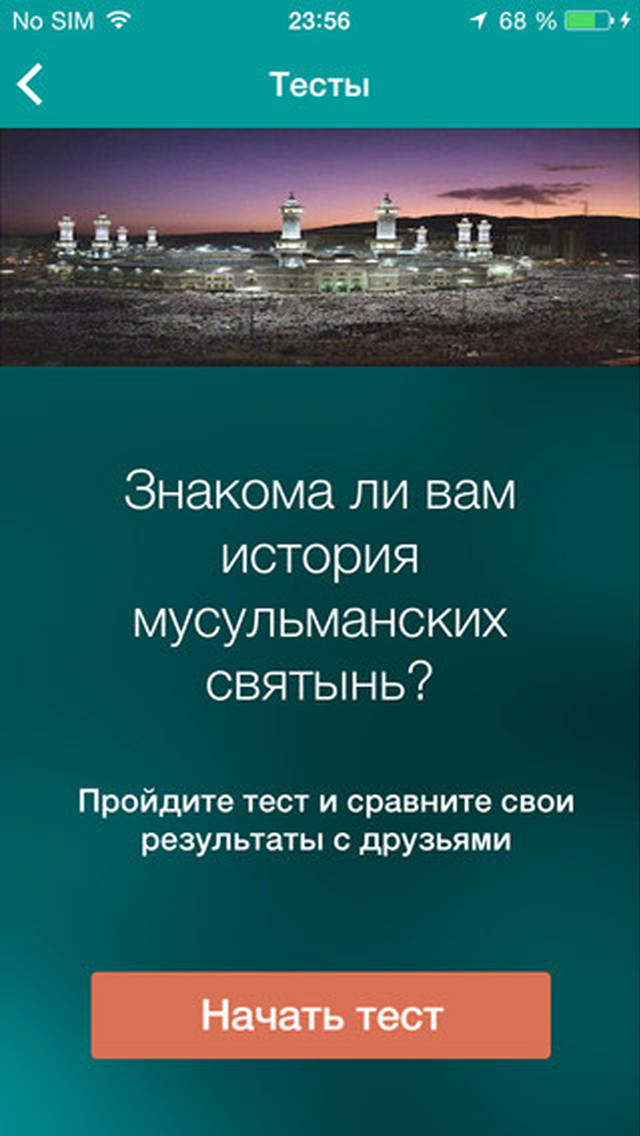 No SIM 23:56 68 %
Тесты
Знакома ли вам
история
мусульманских
святынь?
Пройдите тест и сравните свои
результаты с друзьями
Начать тест